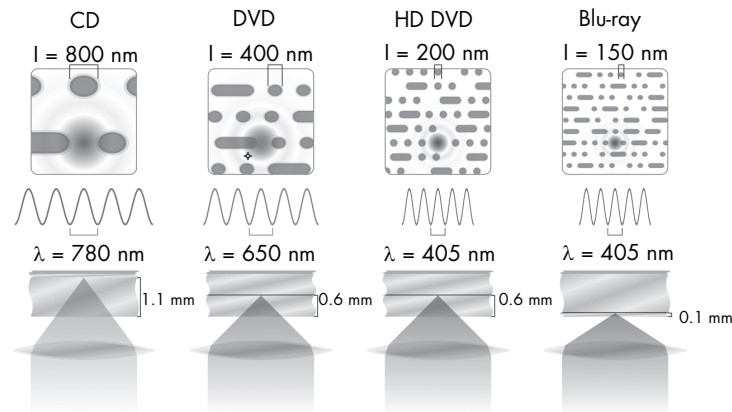 CD
DVD
HD DVD
Blu-ray
l = 800 nm
l = 400 nm
l = 200 nm
l = 150 nm
λ = 780 nm
λ = 650 nm
λ = 405 nm
λ = 405 nm
1.1 mm
0.6 mm
0.6 mm
0.1 mm